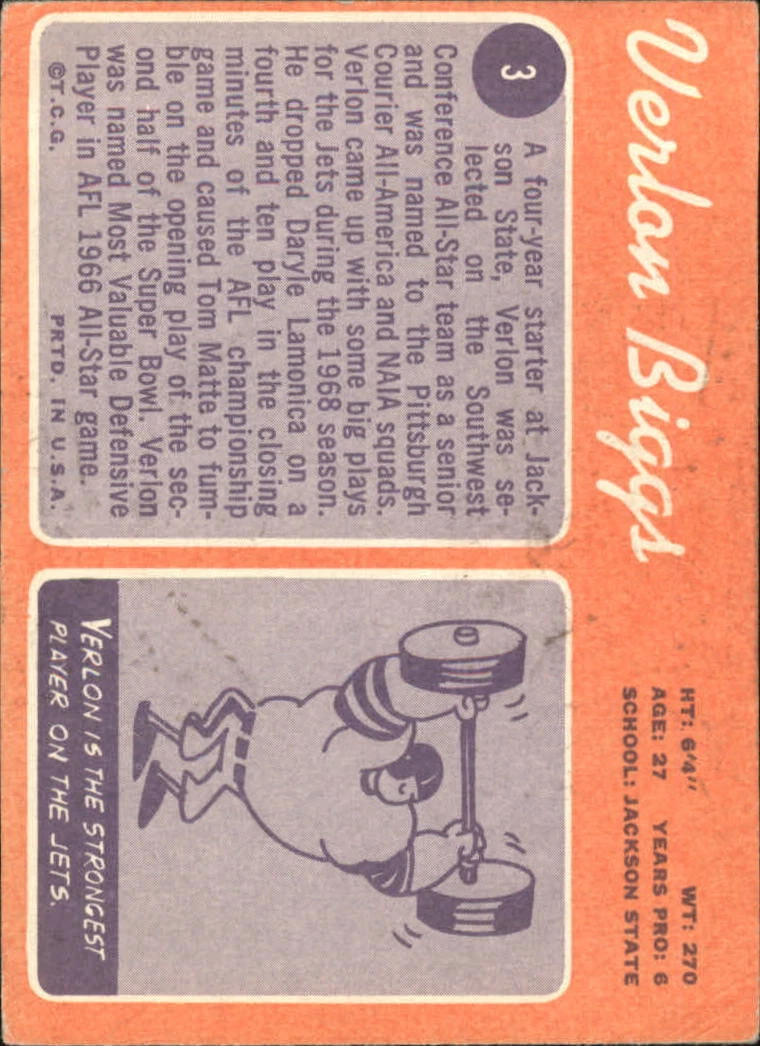 Verlon Biggs
HT: 6'4" WT: 270
AGE: 27 YEARS PRO: 6
SCHOOL: JACKSON STATE
3
A four-year starter at Jack-
son State, Verlon was se-
lected on the Southwest
Conference All-Star team as a senior
and was named to the Pittsburgh
Courier All-America and NAIA squads.
Verlon came up with some big plays
for the Jets during the 1968 season.
He dropped Daryle Lamonica on a
fourth and ten play in the closing
minutes of the AFL championship
game and caused Tom Matte to fum-
ble on the opening play of the sec-
ond half of the Super Bowl. Verlon
was named Most Valuable Defensive
Player in AFL 1966 All-Star game.
©T.C.G. PRTD. IN U.S.A.
VERLON IS THE STRONGEST
PLAYER ON THE JETS.